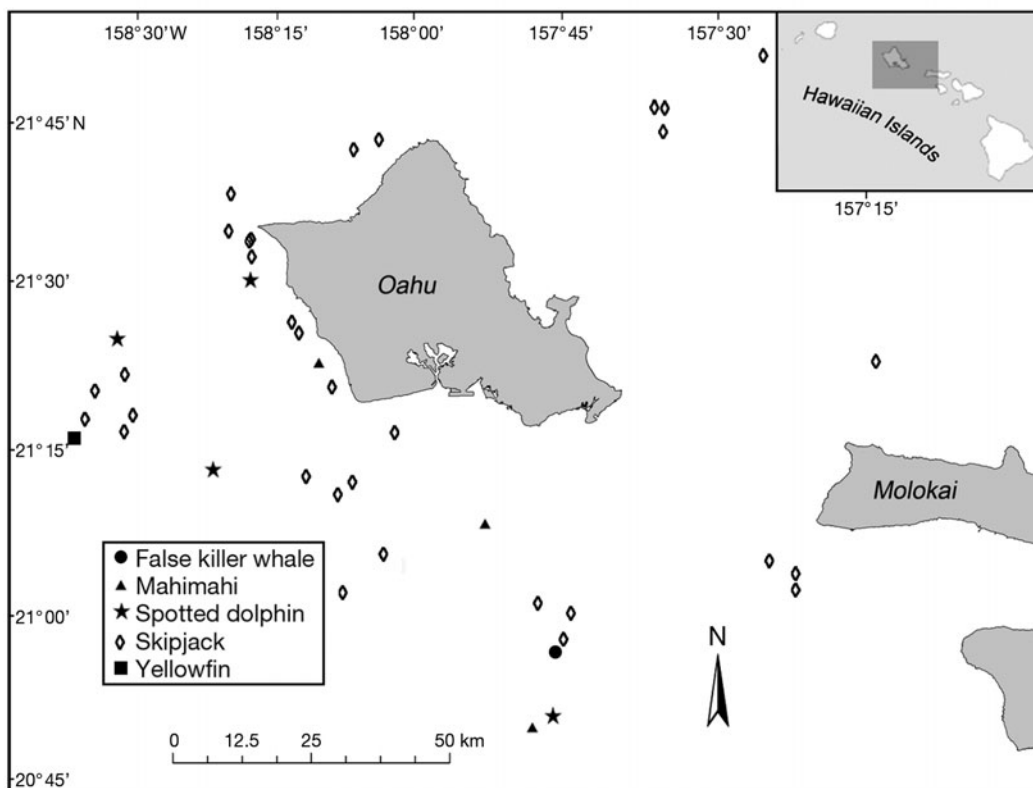 158°30'W 158°15' 158°00' 157°45' 157°30'
Hawaiian Islands
21°45' N
157°15'
21°30'
Oahu
21°15'
Molokai
False killer whale
Mahimahi
Spotted dolphin
Skipjack
Yellowfin
21°00'
N
0 12.5 25 50 km
20°45'